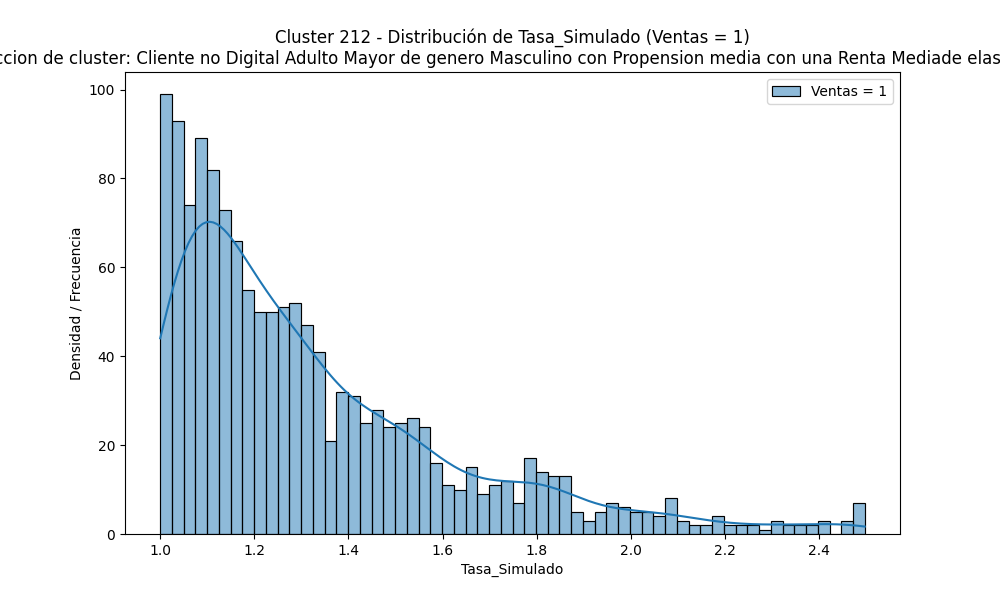 Cluster 212 - Distribución de Tasa_Simulado (Ventas = 1)
ccion de cluster: Cliente no Digital Adulto Mayor de genero Masculino con Propension media con una Renta Mediade elas
Ventas = 1
Densidad / Frecuencia
100
80
60
40
20
0
1.0 1.2 1.4 1.6 1.8 2.0 2.2 2.4
Tasa_Simulado